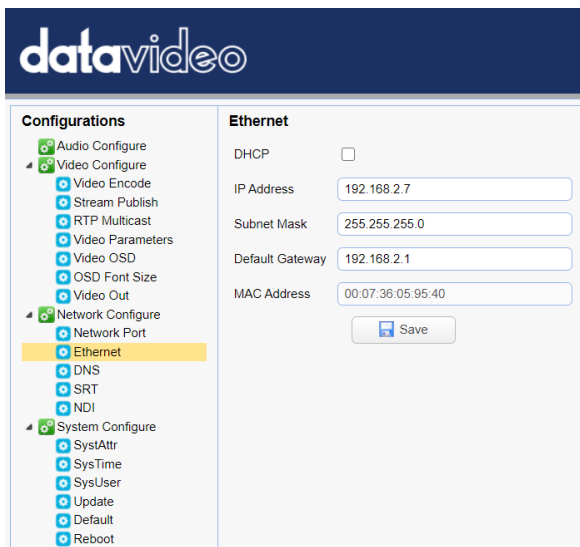 datavideo
Configurations
Audio Configure
Video Configure
Video Encode
Stream Publish
RTP Multicast
Video Parameters
Video OSD
OSD Font Size
Video Out
Network Configure
Network Port
Ethernet
DNS
SRT
NDI
System Configure
SystAttr
SysTime
SysUser
Update
Default
Reboot
Ethernet
DHCP
IP Address 192.168.2.7
Subnet Mask 255.255.255.0
Default Gateway 192.168.2.1
MAC Address 00:07:36:05:95:40
Save